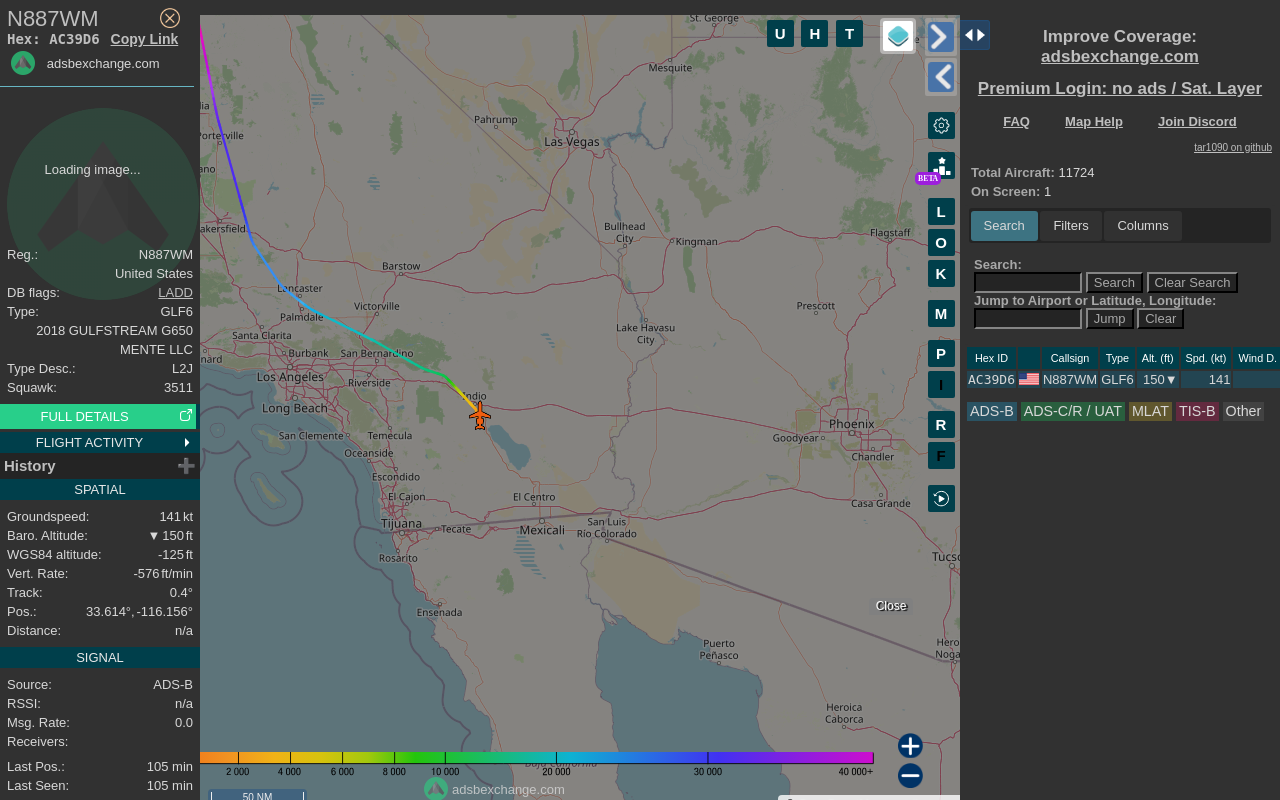 N887WM
Hex: AC39D6 Copy Link
adsbexchange.com
Loading image...
Reg.: N887WM
United States
DB flags: LADD
Type: GLF6
2018 GULFSTREAM G650
MENTE LLC
Type Desc.: L2J
Squawk: 3511
FULL DETAILS
FLIGHT ACTIVITY
History
SPATIAL
Groundspeed: 141 kt
Baro. Altitude: ▼ 150 ft
WGS84 altitude: -125 ft
Vert. Rate: -576 ft/min
Track: 0.4°
Pos.: 33.614°, -116.156°
Distance: n/a
SIGNAL
Source: ADS-B
RSSI: n/a
Msg. Rate: 0.0
Receivers:
Last Pos.: 105 min
Last Seen: 105 min
St. George
Mesquite
Pahrump
Las Vegas
Porterville
Bullhead
City
Kingman
Flagstaff
Barstow
Lancaster
Victorville
Palmdale
Prescott
Lake Havasu
City
Santa Clarita
Burbank
San Bernardino
Los Angeles
Riverside
Indio
Long Beach
Phoenix
San Clemente
Temecula
Goodyear
Oceanside
Chandler
Escondido
El Cajon
El Centro
Casa Grande
Tijuana
Tecate
Mexicali
San Luis
Río Colorado
Rosarito
Ensenada
Puerto
Peñasco
Heroica
Caborca
Close
U H T
BETA
L
O
K
M
P
I
R
F
2 000 4 000 6 000 8 000 10 000 20 000 30 000 40 000+
adsbexchange.com
50 NM
Improve Coverage:
adsbexchange.com
Premium Login: no ads / Sat. Layer
FAQ Map Help Join Discord
tar1090 on github
Total Aircraft: 11724
On Screen: 1
Search Filters Columns
Search:
Search Clear Search
Jump to Airport or Latitude, Longitude:
Jump Clear
Hex ID Callsign Type Alt. (ft) Spd. (kt) Wind D.
AC39D6 N887WM GLF6 150▼ 141
ADS-B ADS-C/R / UAT MLAT TIS-B Other